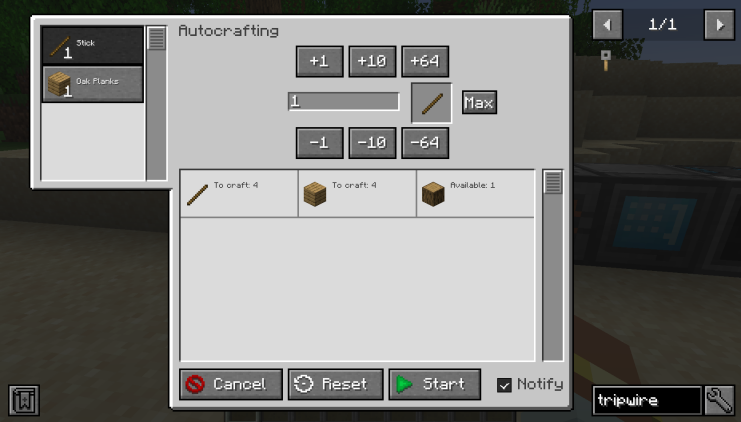 Stick
1
Oak Planks
1
Autocrafting
+1 +10 +64
1
Max
-1 -10 -64
To craft: 4
To craft: 4
Available: 1
Cancel
Reset
Start
Notify
1/1
tripwire